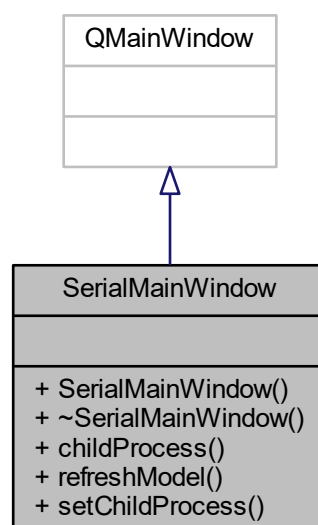 QMainWindow
SerialMainWindow
+ SerialMainWindow()
+ ~SerialMainWindow()
+ childProcess()
+ refreshModel()
+ setChildProcess()